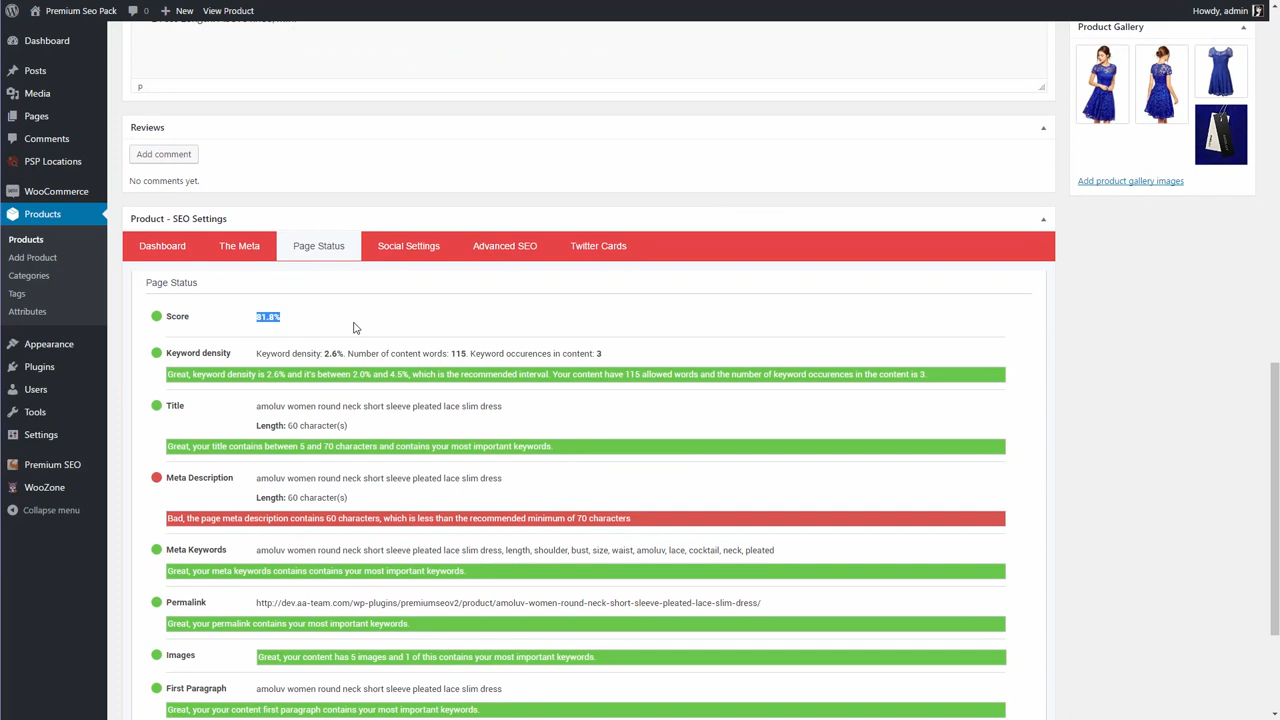 Premium Seo Pack
0
New
View Product
Howdy, admin
Dashboard
Posts
Media
Pages
Comments
PSP Locations
WooCommerce
Products
Products
Add Product
Categories
Tags
Attributes
Appearance
Plugins
Users
Tools
Settings
Premium SEO
WooZone
Collapse menu
p
Reviews
Add comment
No comments yet.
Product - SEO Settings
Dashboard
The Meta
Page Status
Social Settings
Advanced SEO
Twitter Cards
Page Status
Score
81.8%
Keyword density
Keyword density: 2.6%. Number of content words: 115. Keyword occurences in content: 3
Great, keyword density is 2.6% and it's between 2.0% and 4.5%, which is the recommended interval. Your content have 115 allowed words and the number of keyword occurences in the content is 3.
Title
amoluv women round neck short sleeve pleated lace slim dress
Length: 60 character(s)
Great, your title contains between 5 and 70 characters and contains your most important keywords.
Meta Description
amoluv women round neck short sleeve pleated lace slim dress
Length: 60 character(s)
Bad, the page meta description contains 60 characters, which is less than the recommended minimum of 70 characters
Meta Keywords
amoluv women round neck short sleeve pleated lace slim dress, length, shoulder, bust, size, waist, amoluv, lace, cocktail, neck, pleated
Great, your meta keywords contains contains your most important keywords.
Permalink
http://dev.aa-team.com/wp-plugins/premiumseov2/product/amoluv-women-round-neck-short-sleeve-pleated-lace-slim-dress/
Great, your permalink contains your most important keywords.
Images
Great, your content has 5 images and 1 of this contains your most important keywords.
First Paragraph
amoluv women round neck short sleeve pleated lace slim dress
Great, your your content first paragraph contains your most important keywords.
Product Gallery
Add product gallery images